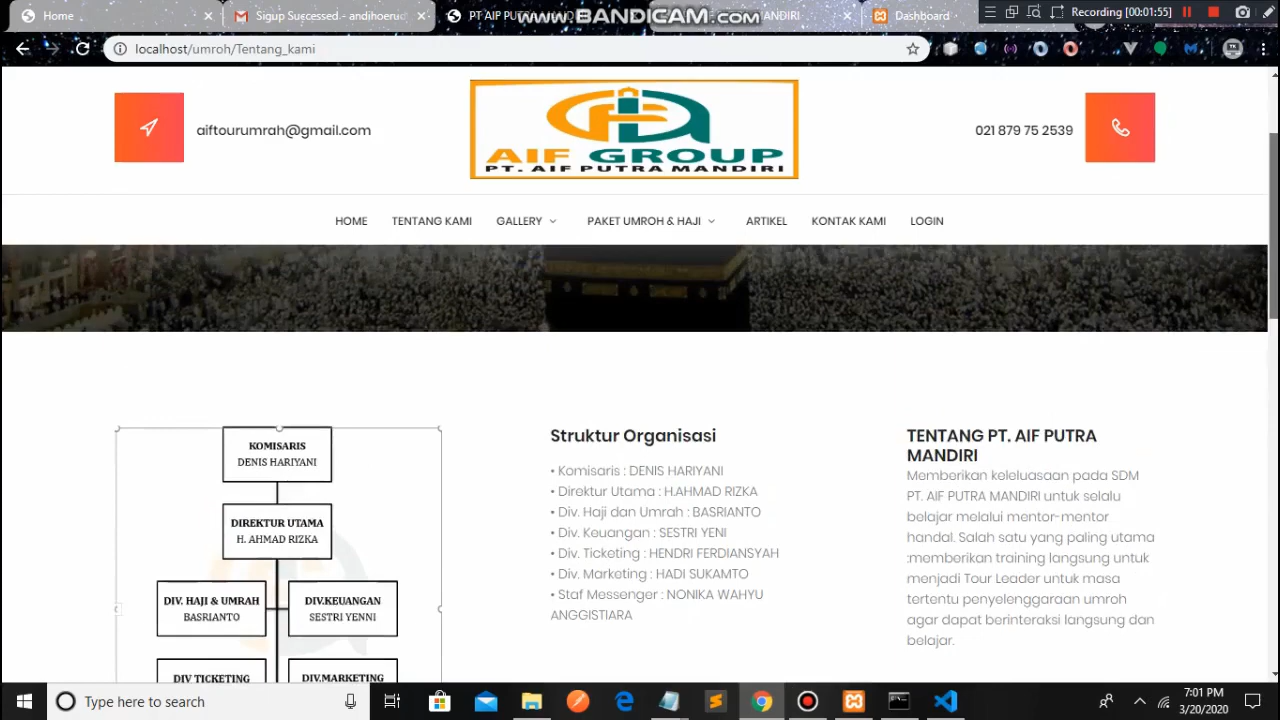 Home
Sigup Successed - andihoerud
PT AIP PUTRA
www.BANDICAM.com
MANDIRI
Dashboard
Recording [00:01:55]
localhost/umroh/Tentang_kami
aiftourumrah@gmail.com
AIF GROUP
PT. AIF PUTRA MANDIRI
021 879 75 2539
HOME TENTANG KAMI GALLERY PAKET UMROH & HAJI ARTIKEL KONTAK KAMI LOGIN
KOMISARIS
DENIS HARIYANI
DIREKTUR UTAMA
H. AHMAD RIZKA
DIV. HAJI & UMRAH
BASRIANTO
DIV.KEUANGAN
SESTRI YENNI
DIV TICKETING
DIV.MARKETING
Struktur Organisasi
• Komisaris : DENIS HARIYANI
• Direktur Utama : H.AHMAD RIZKA
• Div. Haji dan Umrah : BASRIANTO
• Div. Keuangan : SESTRI YENI
• Div. Ticketing : HENDRI FERDIANSYAH
• Div. Marketing : HADI SUKAMTO
• Staf Messenger : NONIKA WAHYU
ANGGISTIARA
TENTANG PT. AIF PUTRA
MANDIRI
Memberikan keleluasaan pada SDM
PT. AIF PUTRA MANDIRI untuk selalu
belajar melalui mentor-mentor
handal. Salah satu yang paling utama
:memberikan training langsung untuk
menjadi Tour Leader untuk masa
tertentu penyelenggaraan umroh
agar dapat berinteraksi langsung dan
belajar.
Type here to search
7:01 PM
3/20/2020